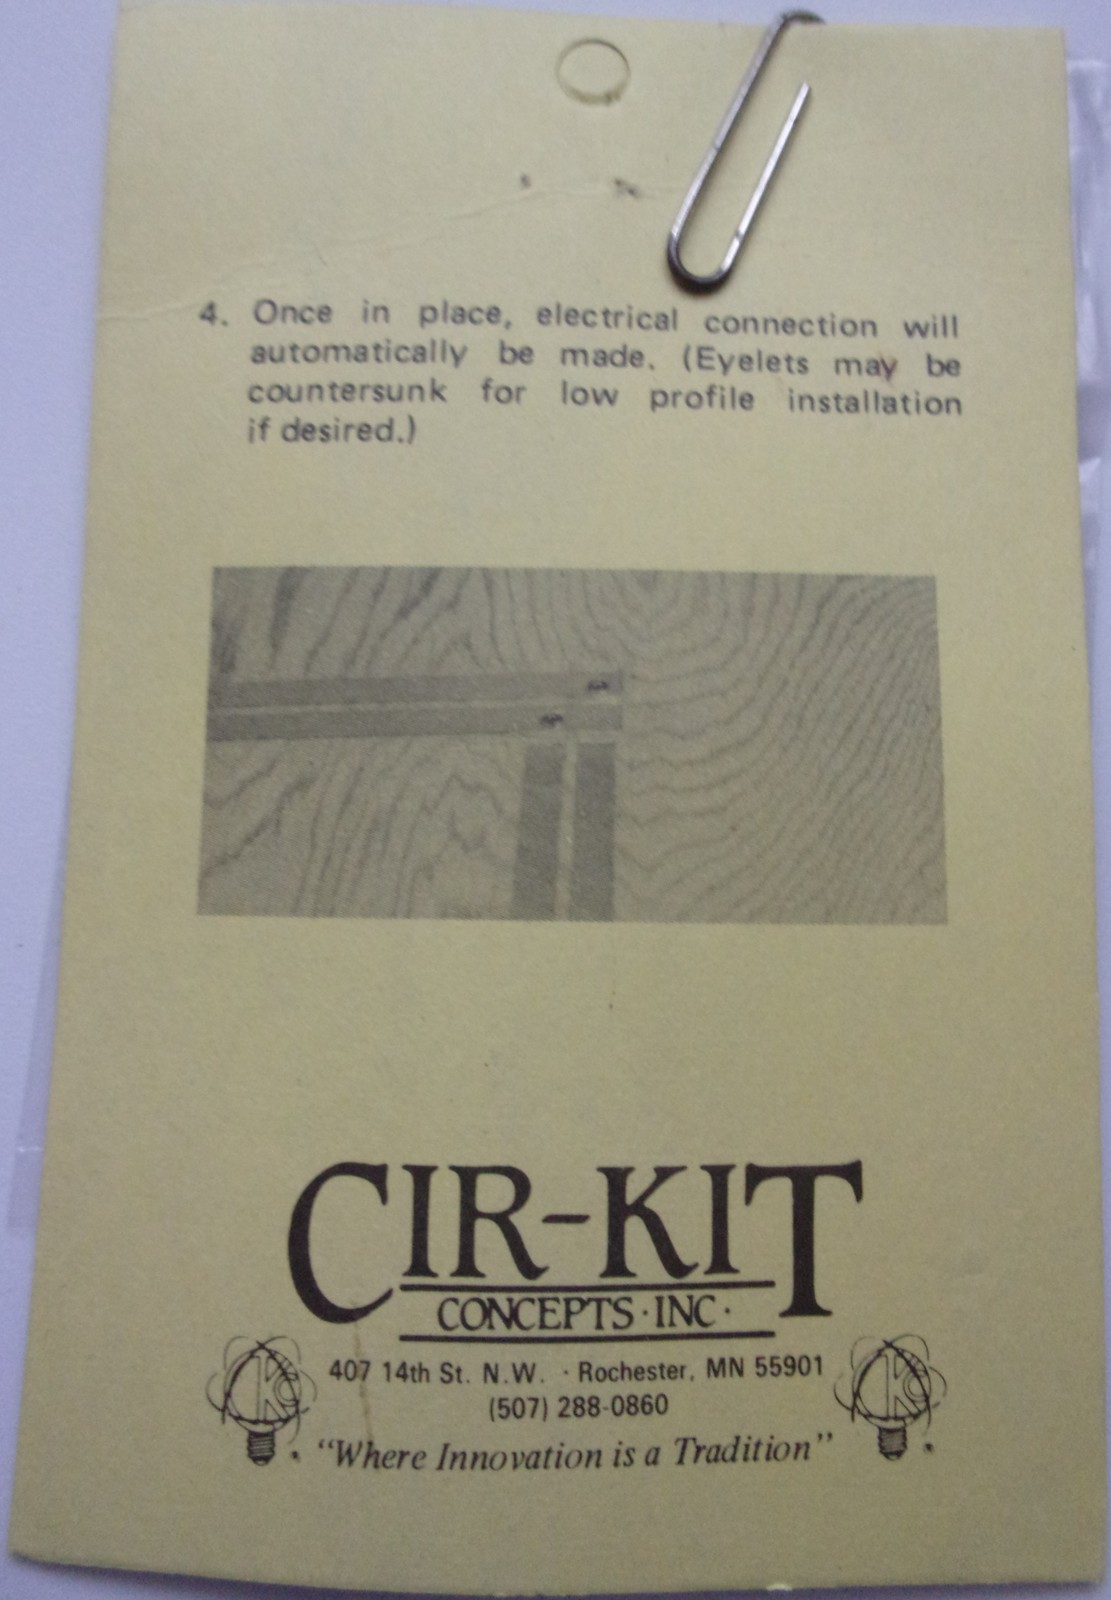 4. Once in place, electrical connection will
automatically be made. (Eyelets may be
countersunk for low profile installation
if desired.)
CIR-KIT
CONCEPTS · INC ·
407 14th St. N.W. · Rochester, MN 55901
(507) 288-0860
"Where Innovation is a Tradition"